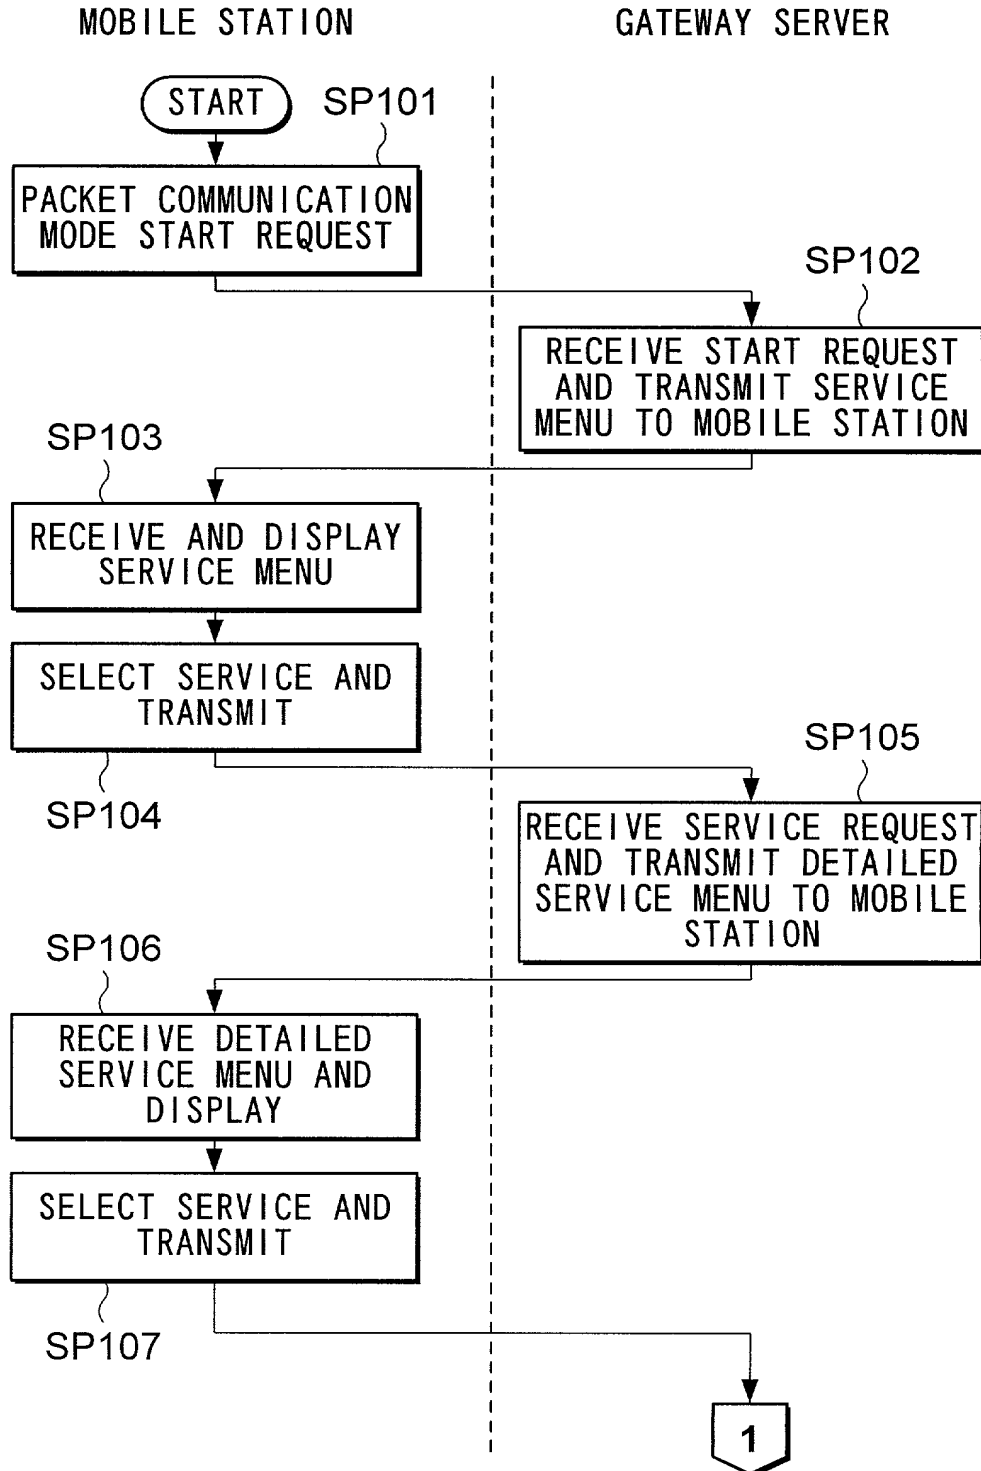 MOBILE STATION
GATEWAY SERVER
START
SP101
PACKET COMMUNICATION
MODE START REQUEST
SP102
RECEIVE START REQUEST
AND TRANSMIT SERVICE
MENU TO MOBILE STATION
SP103
RECEIVE AND DISPLAY
SERVICE MENU
SELECT SERVICE AND
TRANSMIT
SP104
SP105
RECEIVE SERVICE REQUEST
AND TRANSMIT DETAILED
SERVICE MENU TO MOBILE
STATION
SP106
RECEIVE DETAILED
SERVICE MENU AND
DISPLAY
SELECT SERVICE AND
TRANSMIT
SP107
1